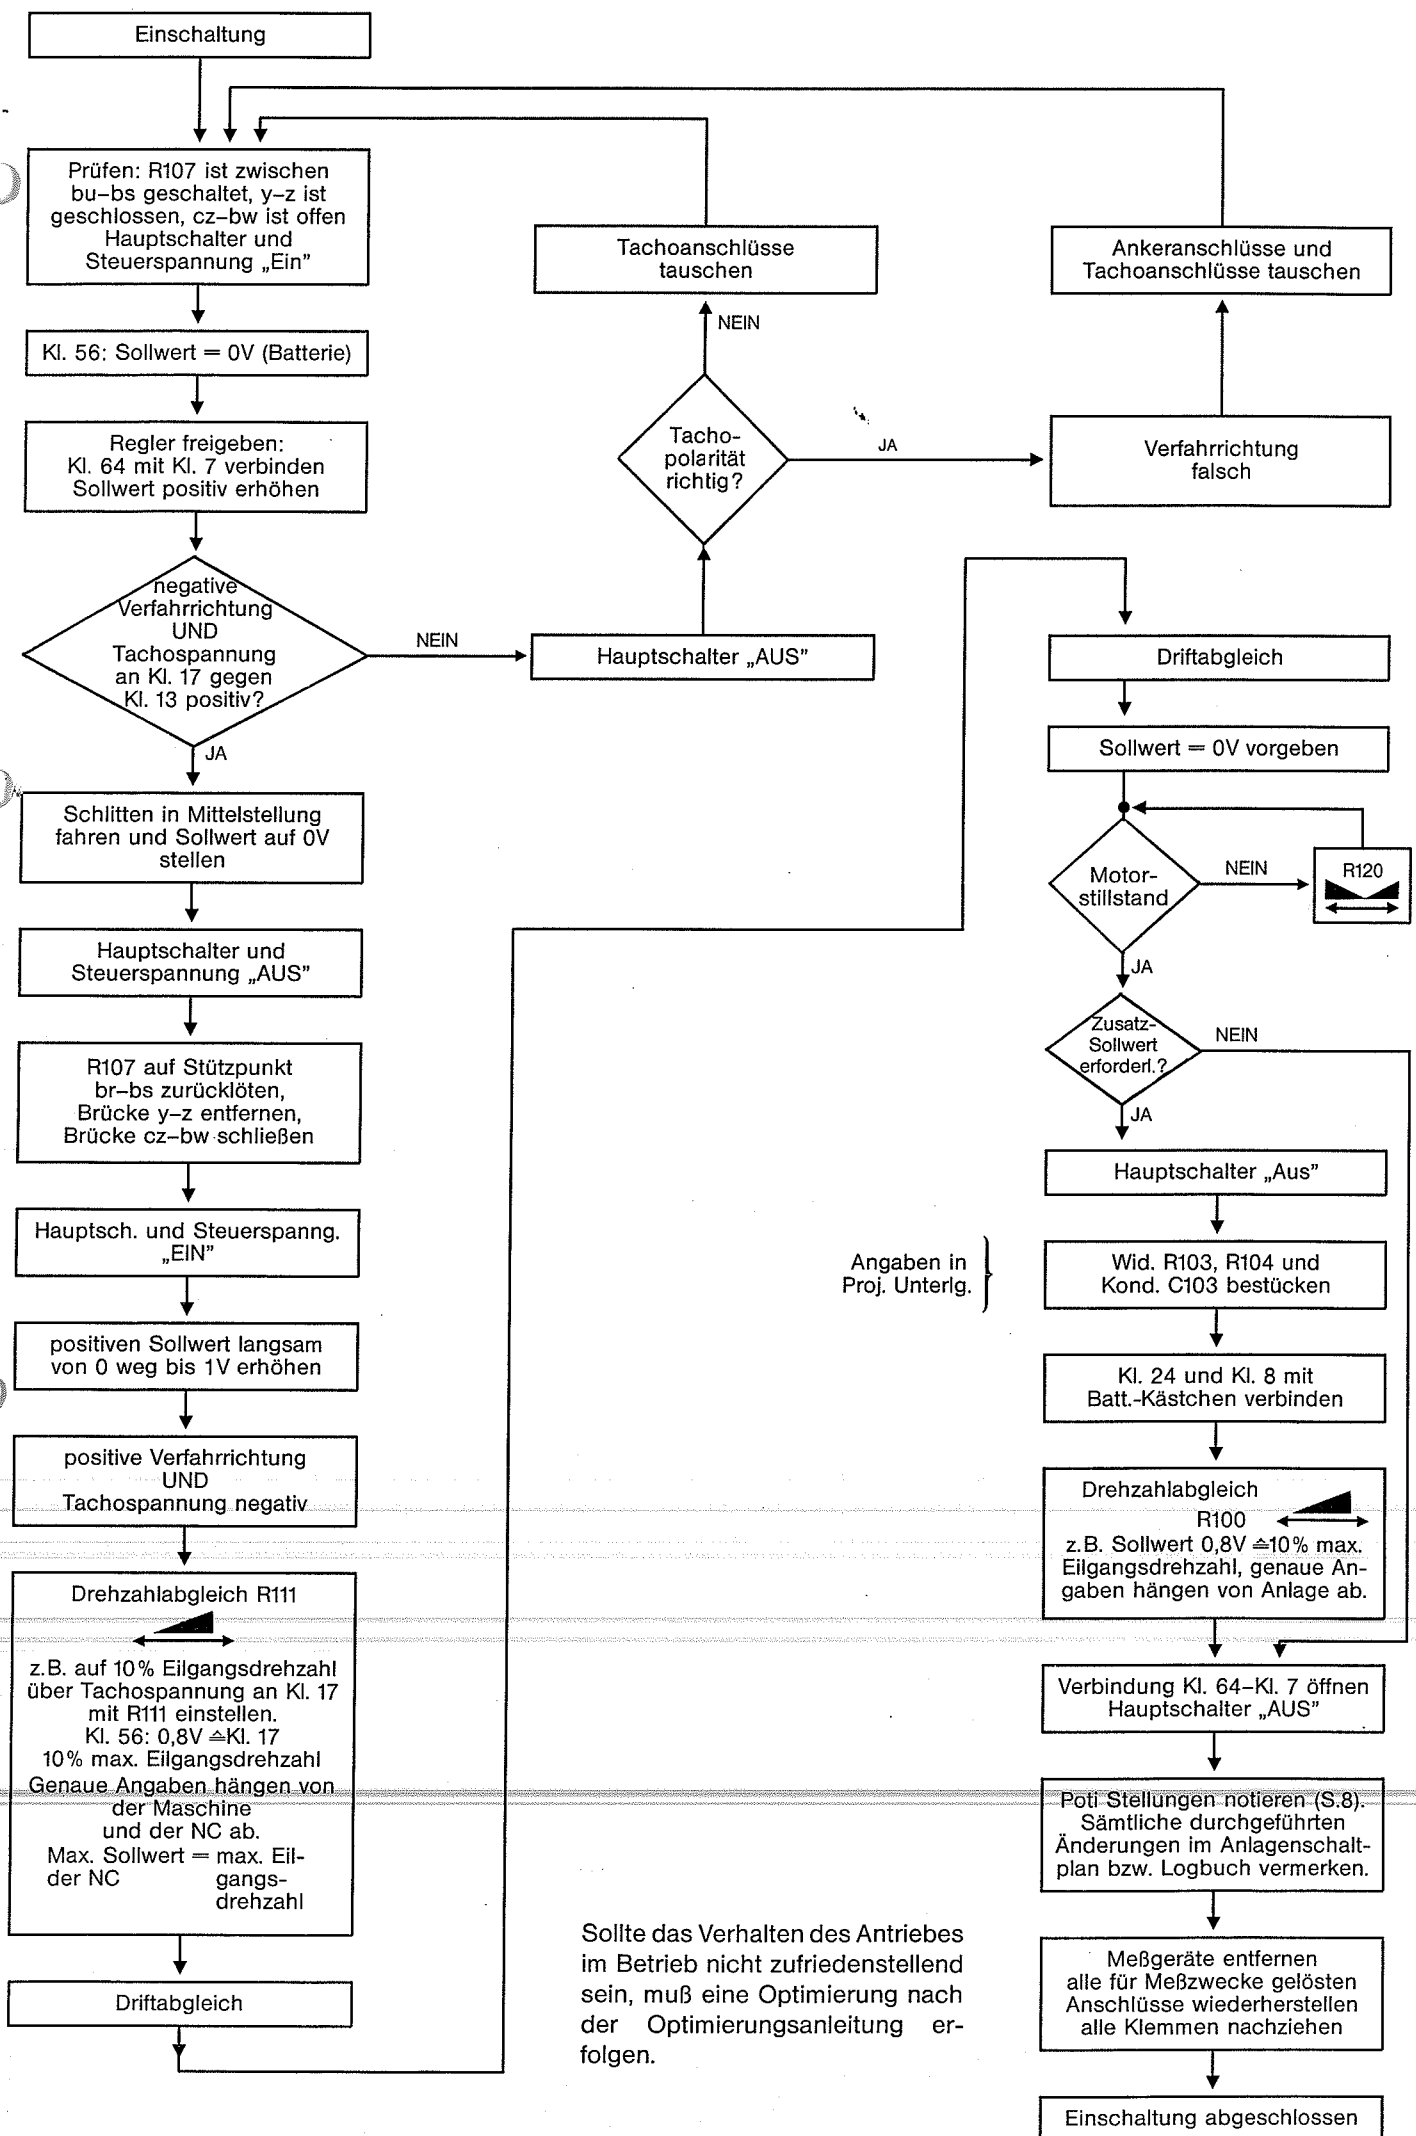 Einschaltung
Prüfen: R107 ist zwischen
bu–bs geschaltet, y–z ist
geschlossen, cz–bw ist offen
Hauptschalter und
Steuerspannung „Ein”
Kl. 56: Sollwert = 0V (Batterie)
Regler freigeben:
Kl. 64 mit Kl. 7 verbinden
Sollwert positiv erhöhen
negative
Verfahrrichtung
UND
Tachospannung
an Kl. 17 gegen
Kl. 13 positiv?
NEIN
JA
Hauptschalter „AUS”
Tacho-
polarität
richtig?
NEIN
JA
Tachoanschlüsse
tauschen
Verfahrrichtung
falsch
Ankeranschlüsse und
Tachoanschlüsse tauschen
Schlitten in Mittelstellung
fahren und Sollwert auf 0V
stellen
Hauptschalter und
Steuerspannung „AUS”
R107 auf Stützpunkt
br–bs zurücklöten,
Brücke y–z entfernen,
Brücke cz–bw schließen
Hauptsch. und Steuerspanng.
„EIN”
positiven Sollwert langsam
von 0 weg bis 1V erhöhen
positive Verfahrrichtung
UND
Tachospannung negativ
Drehzahlabgleich R111
z.B. auf 10% Eilgangsdrehzahl
über Tachospannung an Kl. 17
mit R111 einstellen.
Kl. 56: 0,8V ≙ Kl. 17
10% max. Eilgangsdrehzahl
Genaue Angaben hängen von
der Maschine
und der NC ab.
Max. Sollwert = max. Eil-
der NC gangs-
drehzahl
Driftabgleich
Driftabgleich
Sollwert = 0V vorgeben
Motor-
stillstand
NEIN
R120
JA
Zusatz-
Sollwert
erforderl.?
NEIN
JA
Hauptschalter „Aus”
Angaben in
Proj. Unterlg.
Wid. R103, R104 und
Kond. C103 bestücken
Kl. 24 und Kl. 8 mit
Batt.-Kästchen verbinden
Drehzahlabgleich
R100
z.B. Sollwert 0,8V ≙ 10% max.
Eilgangsdrehzahl, genaue An-
gaben hängen von Anlage ab.
Verbindung Kl. 64–Kl. 7 öffnen
Hauptschalter „AUS”
Poti Stellungen notieren (S.8).
Sämtliche durchgeführten
Änderungen im Anlagenschalt-
plan bzw. Logbuch vermerken.
Meßgeräte entfernen
alle für Meßzwecke gelösten
Anschlüsse wiederherstellen
alle Klemmen nachziehen
Einschaltung abgeschlossen
Sollte das Verhalten des Antriebes
im Betrieb nicht zufriedenstellend
sein, muß eine Optimierung nach
der Optimierungsanleitung er-
folgen.